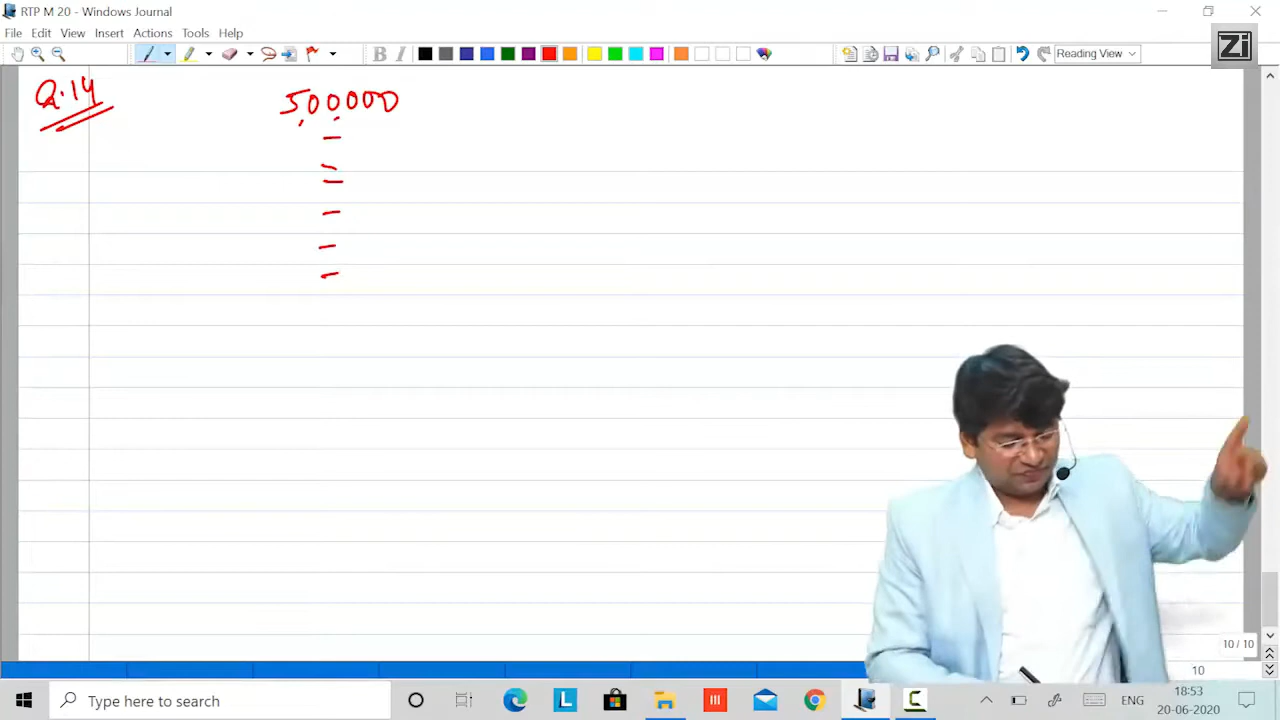 RTP M 20 - Windows Journal
File Edit View Insert Actions Tools Help
B I
Reading View
Zi
Q.14
500000
10 / 10
10
Type here to search
ENG
18:53
20-06-2020